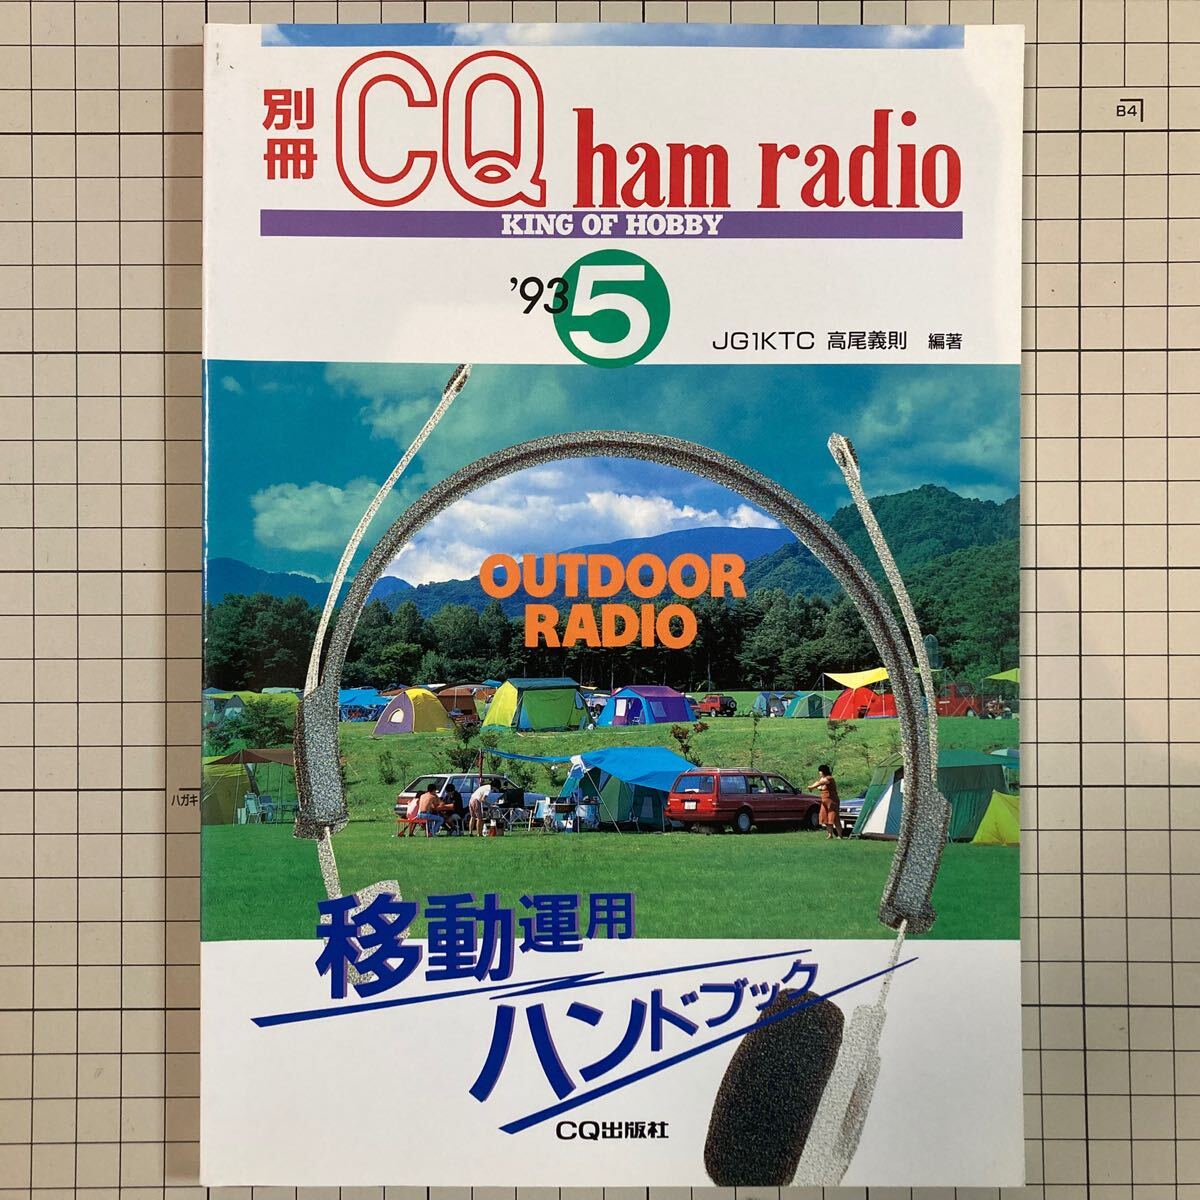 別冊
CQ ham radio
KING OF HOBBY
'93 5
JG1KTC 高尾義則 編著
OUTDOOR
RADIO
移動運用
ハンドブック
CQ出版社
B4
ハガキ